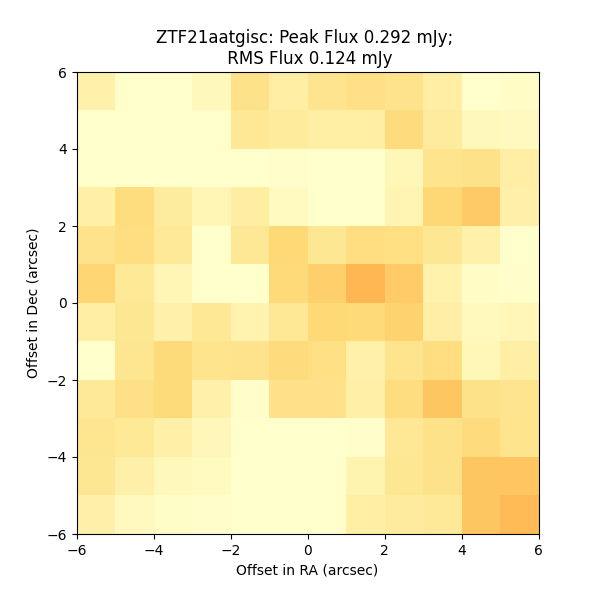 ZTF21aatgisc: Peak Flux 0.292 mJy;
RMS Flux 0.124 mJy
6
4
2
0
−2
−4
−6
Offset in Dec (arcsec)
−6 −4 −2 0 2 4 6
Offset in RA (arcsec)